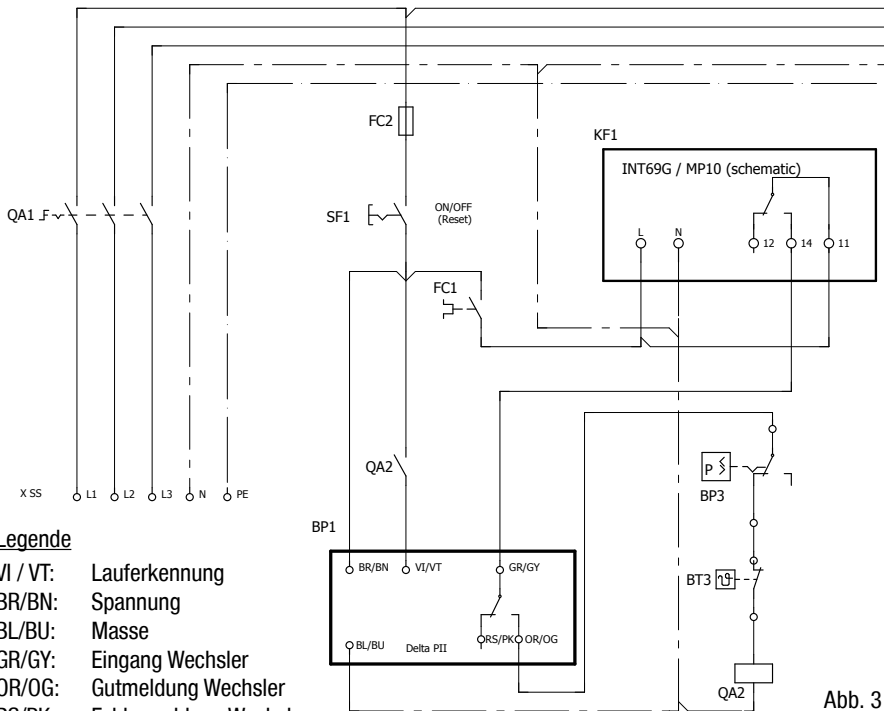 FC2
KF1
INT69G / MP10 (schematic)
QA1
SF1
ON/OFF
(Reset)
L
N
12
14
11
FC1
QA2
P
BP3
X SS
L1
L2
L3
N
PE
BP1
Legende
BR/BN
VI/VT
GR/GY
BT3
VI / VT: Lauferkennung
BR/BN: Spannung
BL/BU: Masse
GR/GY: Eingang Wechsler
OR/OG: Gutmeldung Wechsler
BL/BU
Delta PII
RS/PK
OR/OG
QA2
Abb. 3